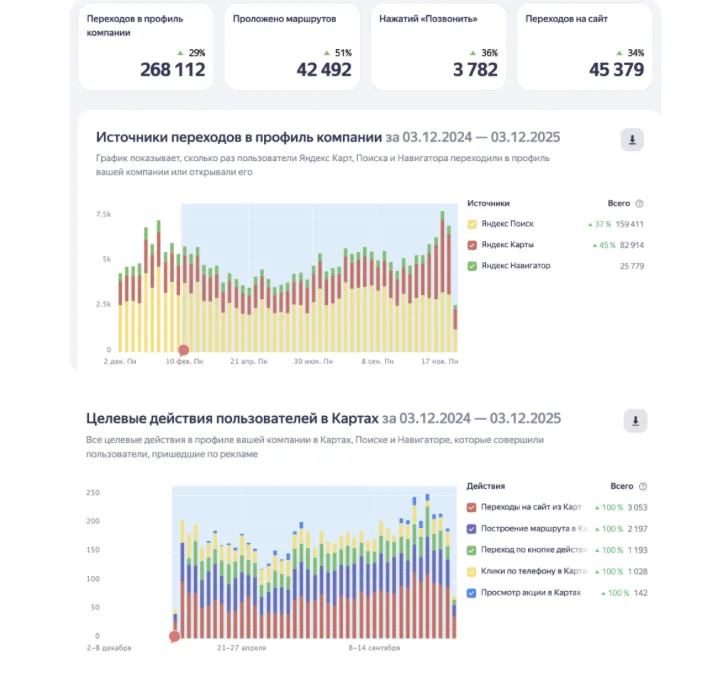 Переходов в профиль компании
29%
268 112
Проложено маршрутов
51%
42 492
Нажатий «Позвонить»
36%
3 782
Переходов на сайт
34%
45 379
Источники переходов в профиль компании за 03.12.2024 — 03.12.2025
График показывает, сколько раз пользователи Яндекс Карт, Поиска и Навигатора переходили в профиль
вашей компании или открывали его
7,5k
5k
2,5k
0
2 дек. Пн
10 фев. Пн
21 апр. Пн
30 июн. Пн
8 сен. Пн
17 ноя. Пн
Источники Всего
Яндекс Поиск 37 % 159 411
Яндекс Карты 45 % 82 914
Яндекс Навигатор 25 779
Целевые действия пользователей в Картах за 03.12.2024 — 03.12.2025
Все целевые действия в профиле вашей компании в Картах, Поиске и Навигаторе, которые совершили
пользователи, пришедшие по рекламе
250
200
150
100
50
0
2–8 декабря
21–27 апреля
8–14 сентября
Действия Всего
Переходы на сайт из Карт 100 % 3 053
Построение маршрута в Ка 100 % 2 197
Переход по кнопке действи 100 % 1 193
Клики по телефону в Карта 100 % 1 028
Просмотр акции в Картах 100 % 142